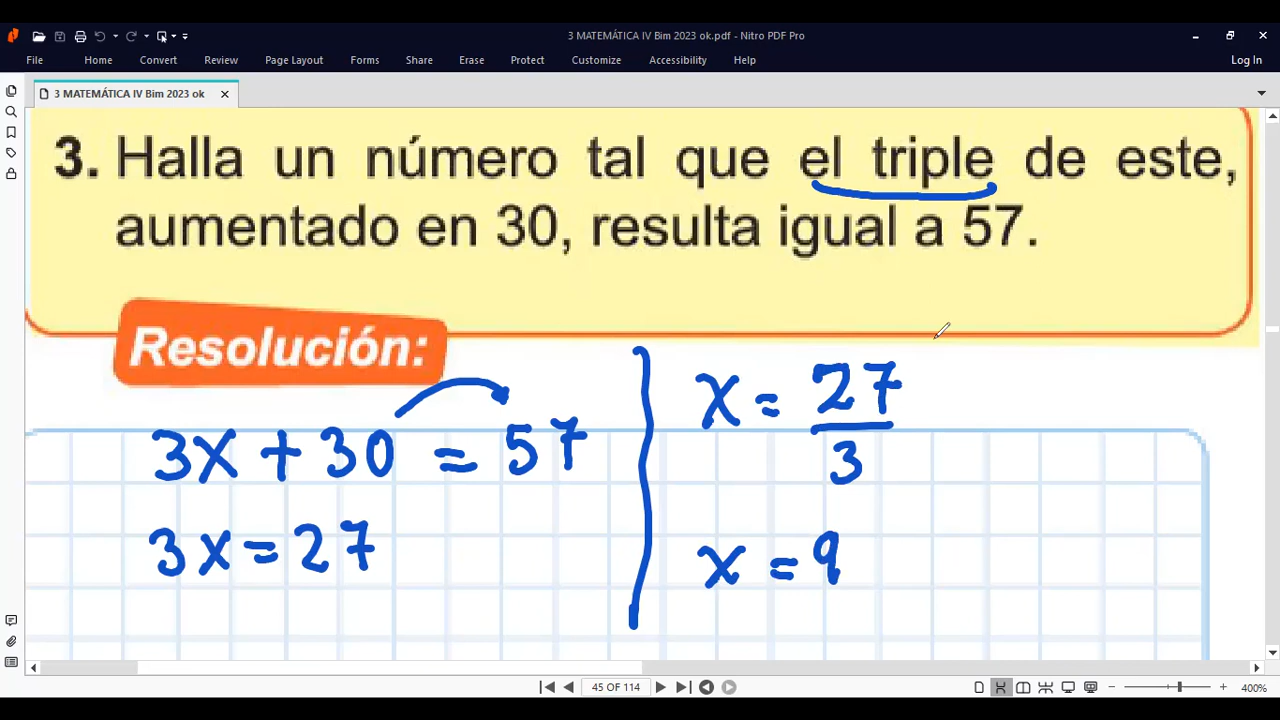 3 MATEMÁTICA IV Bim 2023 ok.pdf - Nitro PDF Pro
File Home Convert Review Page Layout Forms Share Erase Protect Customize Accessibility Help Log In
3 MATEMÁTICA IV Bim 2023 ok
3. Halla un número tal que el triple de este,
aumentado en 30, resulta igual a 57.
Resolución:
3x + 30 = 57
3x = 27
x = 27/3
x = 9
45 OF 114
400%